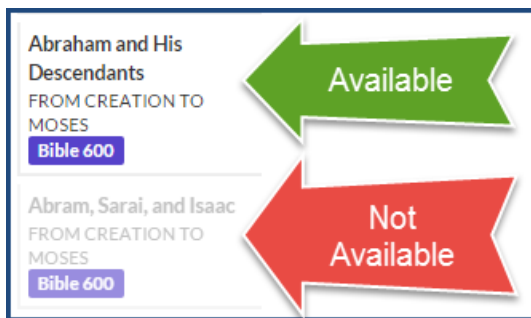 Abraham and His
Descendants
FROM CREATION TO
MOSES
Bible 600
Available
Abram, Sarai, and Isaac
FROM CREATION TO
MOSES
Bible 600
Not
Available